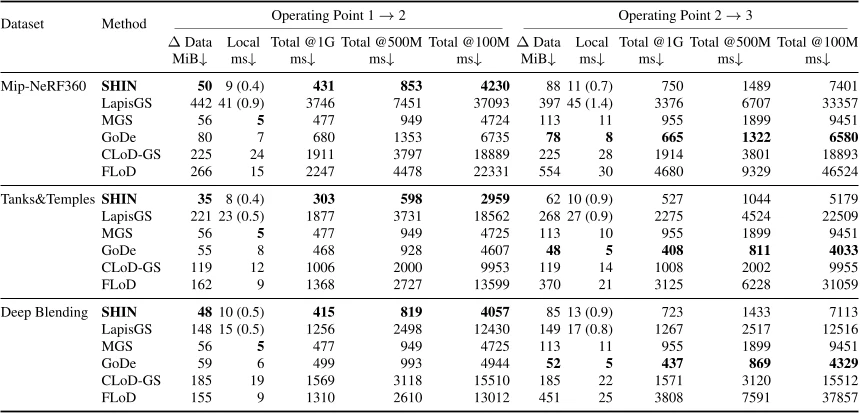 Dataset Method Operating Point 1 → 2 Operating Point 2 → 3
Δ Data Local Total @1G Total @500M Total @100M Δ Data Local Total @1G Total @500M Total @100M
MiB↓ ms↓ ms↓ ms↓ ms↓ MiB↓ ms↓ ms↓ ms↓ ms↓
Mip-NeRF360 SHIN 50 9 (0.4) 431 853 4230 88 11 (0.7) 750 1489 7401
LapisGS 442 41 (0.9) 3746 7451 37093 397 45 (1.4) 3376 6707 33357
MGS 56 5 477 949 4724 113 11 955 1899 9451
GoDe 80 7 680 1353 6735 78 8 665 1322 6580
CLoD-GS 225 24 1911 3797 18889 225 28 1914 3801 18893
FLoD 266 15 2247 4478 22331 554 30 4680 9329 46524
Tanks&Temples SHIN 35 8 (0.4) 303 598 2959 62 10 (0.9) 527 1044 5179
LapisGS 221 23 (0.5) 1877 3731 18562 268 27 (0.9) 2275 4524 22509
MGS 56 5 477 949 4725 113 10 955 1899 9451
GoDe 55 8 468 928 4607 48 5 408 811 4033
CLoD-GS 119 12 1006 2000 9953 119 14 1008 2002 9955
FLoD 162 9 1368 2727 13599 370 21 3125 6228 31059
Deep Blending SHIN 48 10 (0.5) 415 819 4057 85 13 (0.9) 723 1433 7113
LapisGS 148 15 (0.5) 1256 2498 12430 149 17 (0.8) 1267 2517 12516
MGS 56 5 477 949 4725 113 11 955 1899 9451
GoDe 59 6 499 993 4944 52 5 437 869 4329
CLoD-GS 185 19 1569 3118 15510 185 22 1571 3120 15512
FLoD 155 9 1310 2610 13012 451 25 3808 7591 37857